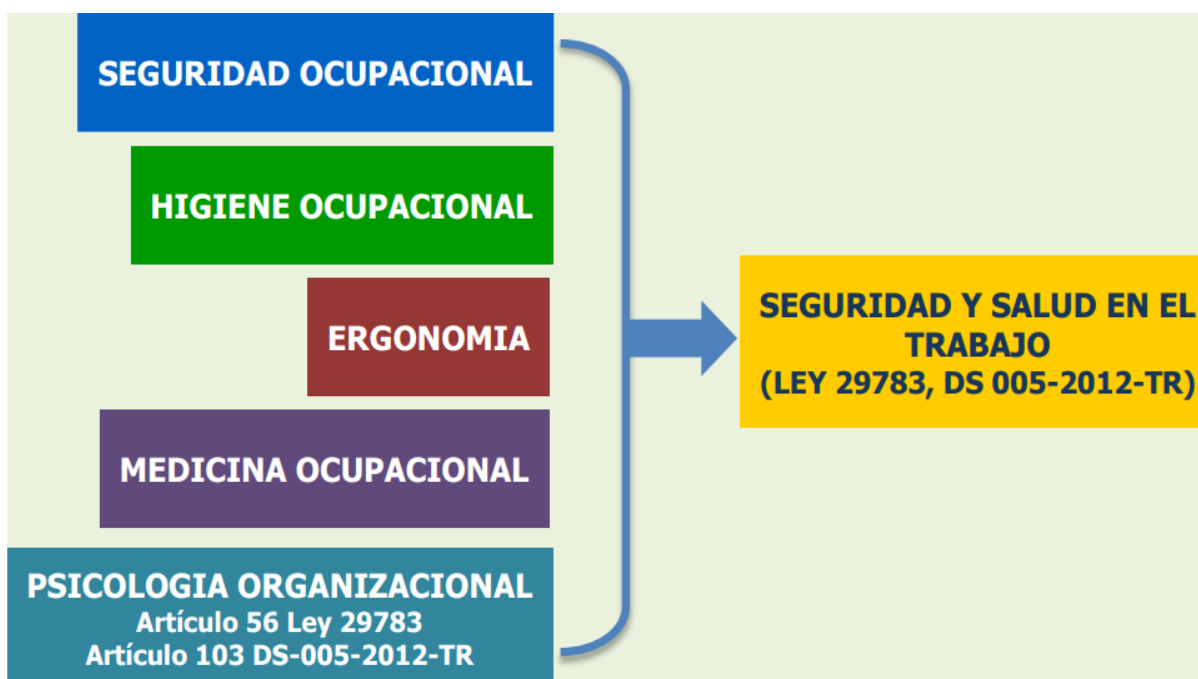 SEGURIDAD OCUPACIONAL
HIGIENE OCUPACIONAL
ERGONOMIA
MEDICINA OCUPACIONAL
PSICOLOGIA ORGANIZACIONAL
Artículo 56 Ley 29783
Artículo 103 DS-005-2012-TR
SEGURIDAD Y SALUD EN EL
TRABAJO
(LEY 29783, DS 005-2012-TR)